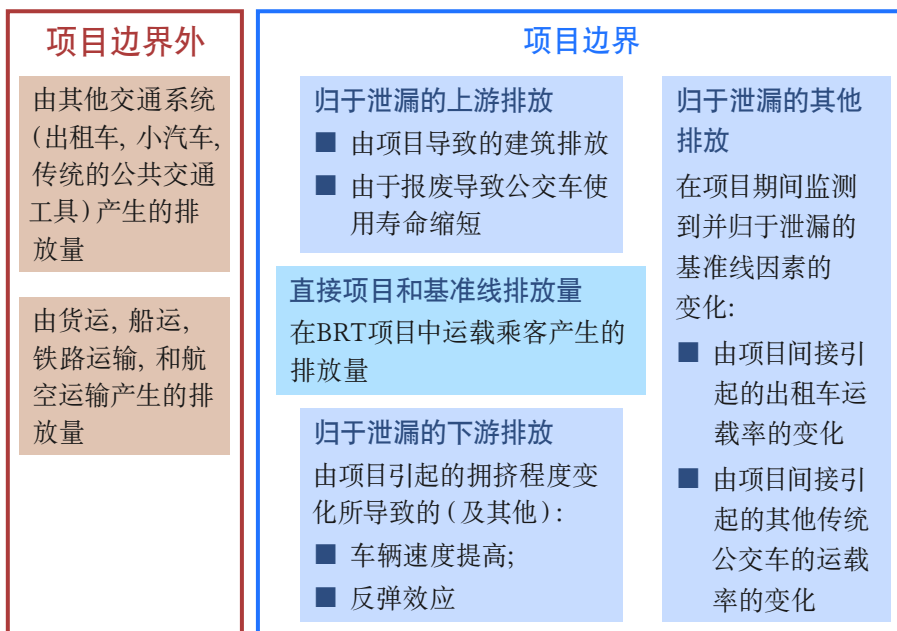 项目边界外
由其他交通系统
(出租车, 小汽车,
传统的公共交通
工具) 产生的排
放量
由货运, 船运,
铁路运输, 和航
空运输产生的排
放量
项目边界
归于泄漏的上游排放
■ 由项目导致的建筑排放
■ 由于报废导致公交车使
用寿命缩短
直接项目和基准线排放量
在BRT项目中运载乘客产生的
排放量
归于泄漏的下游排放
由项目引起的拥挤程度变
化所导致的 (及其他) :
■ 车辆速度提高;
■ 反弹效应
归于泄漏的其他
排放
在项目期间监测
到并归于泄漏的
基准线因素的
变化:
■ 由项目间接引
起的出租车运
载率的变化
■ 由项目间接引
起的其他传统
公交车的运载
率的变化